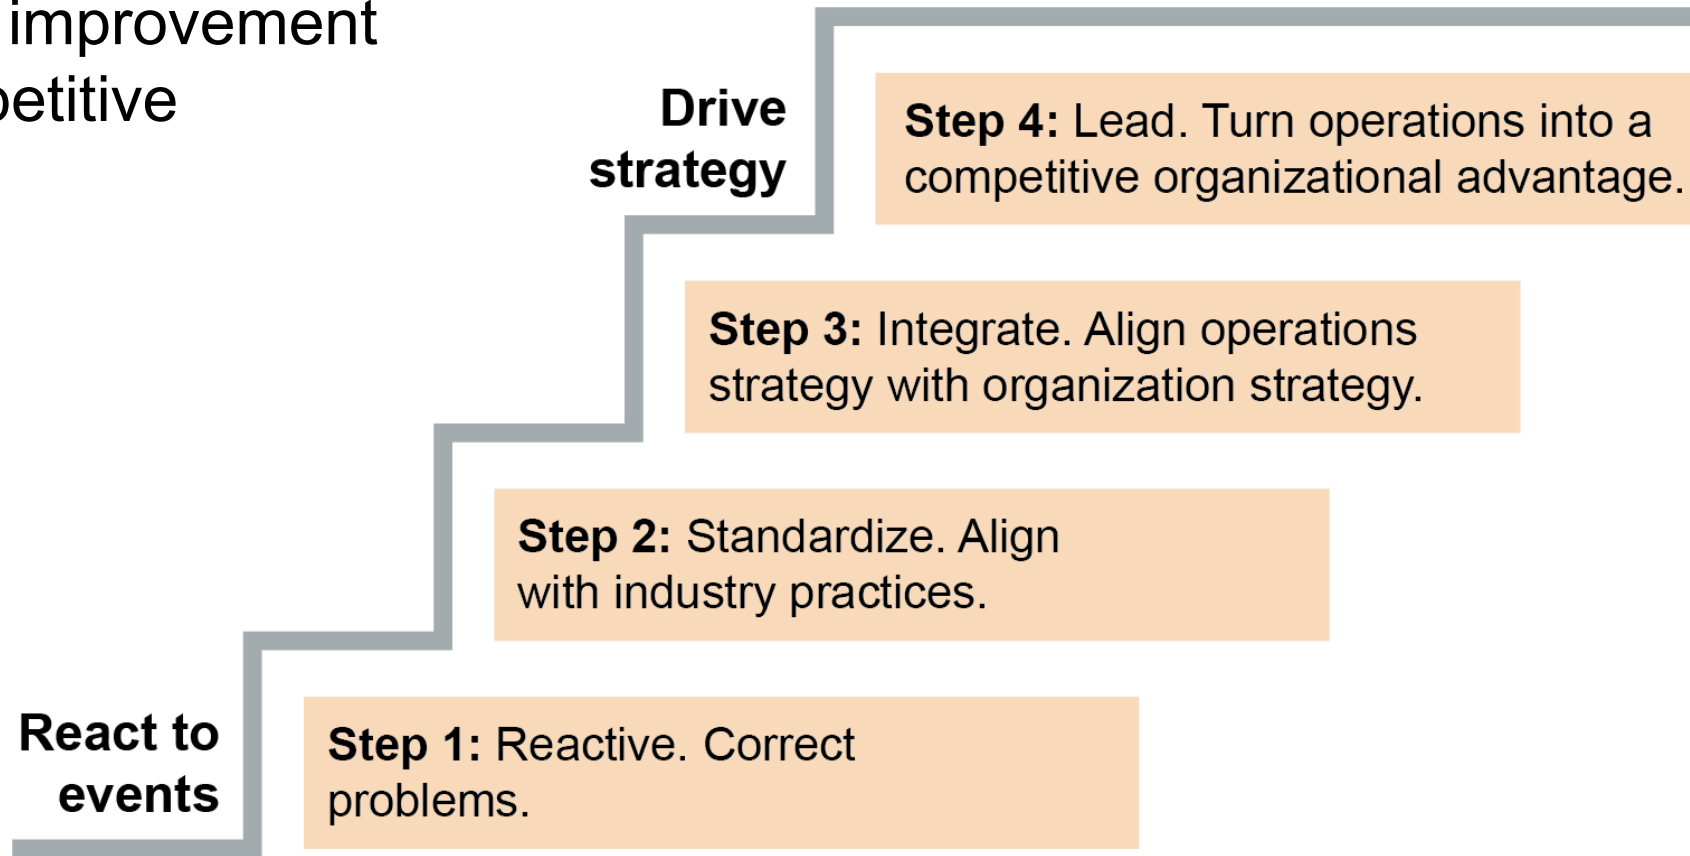 improvement
petitive
Drive
strategy
Step 4: Lead. Turn operations into a
competitive organizational advantage.
Step 3: Integrate. Align operations
strategy with organization strategy.
Step 2: Standardize. Align
with industry practices.
React to
events
Step 1: Reactive. Correct
problems.